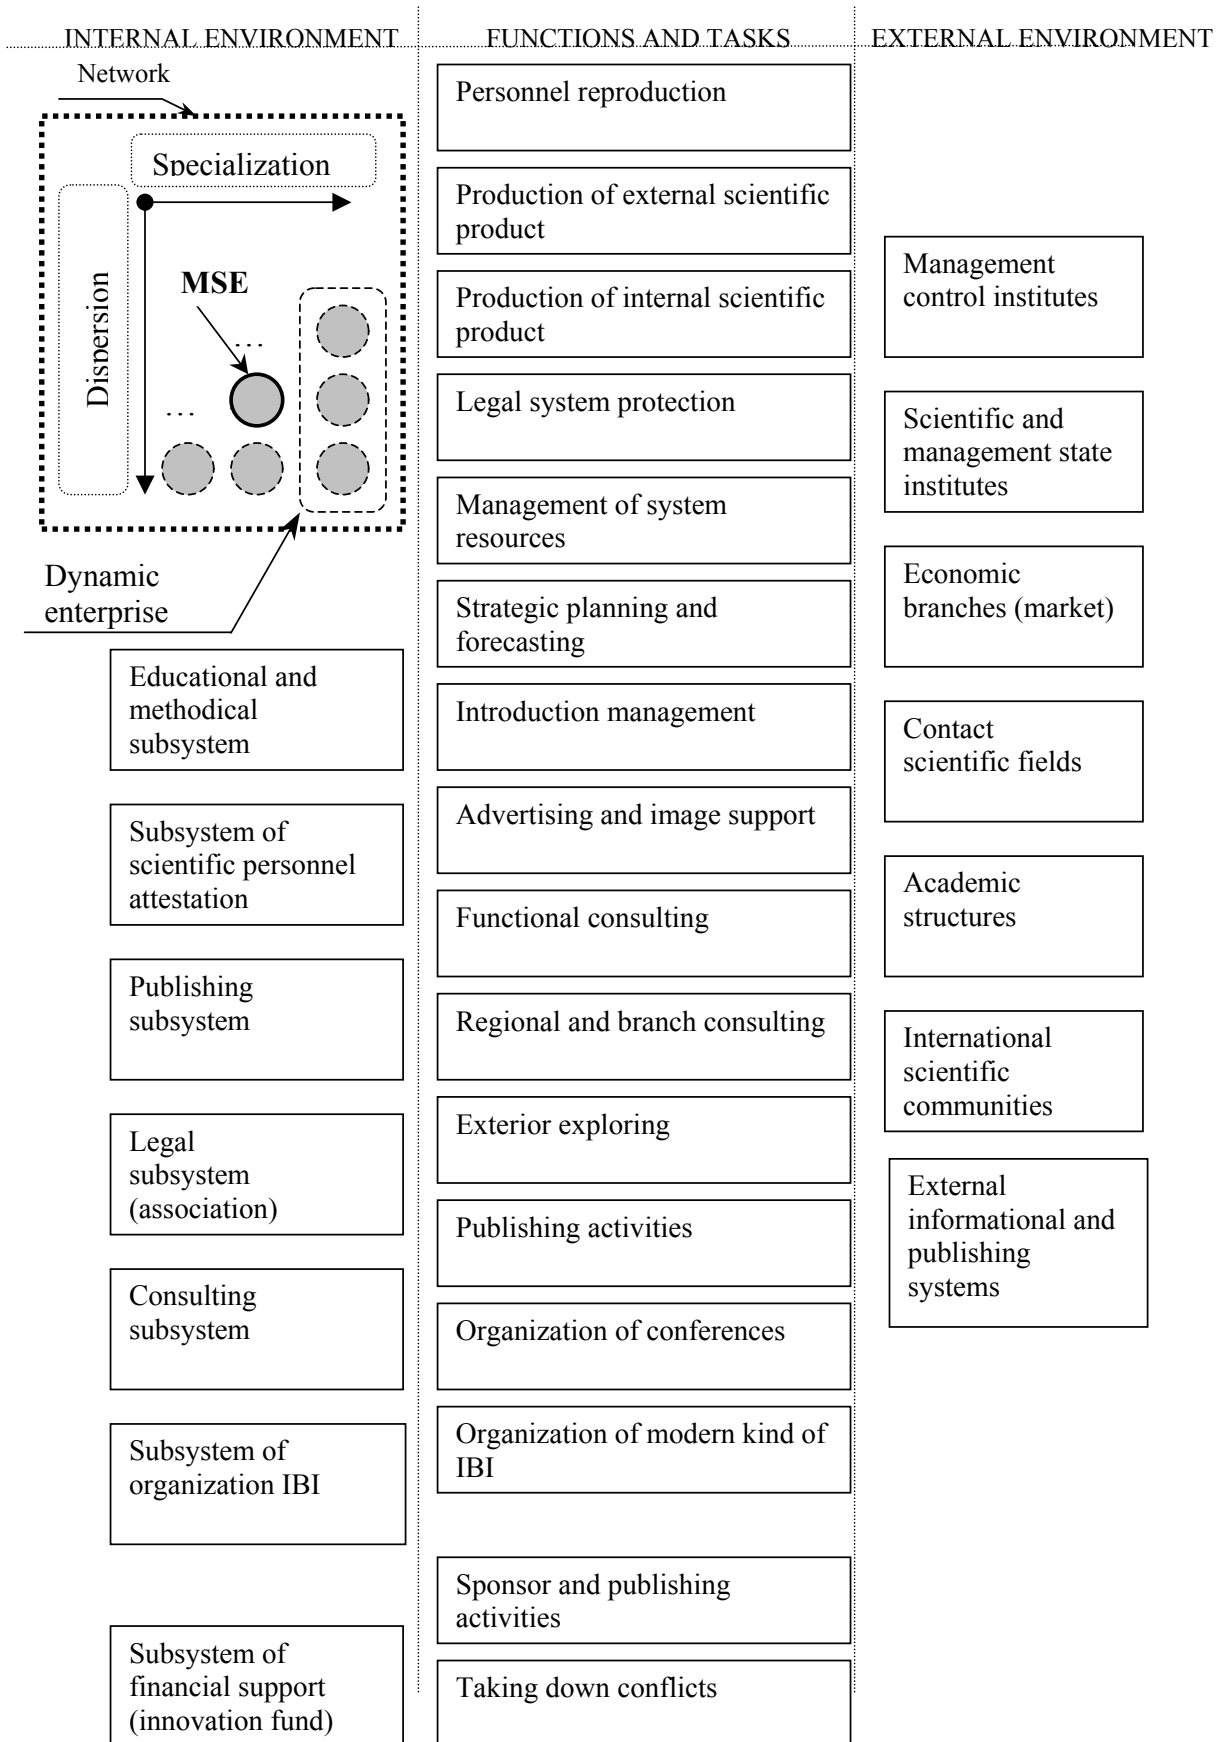 INTERNAL ENVIRONMENT
FUNCTIONS AND TASKS
EXTERNAL ENVIRONMENT
Network
Specialization
Dispersion
MSE
...
...
Dynamic
enterprise
Educational and
methodical
subsystem
Subsystem of
scientific personnel
attestation
Publishing
subsystem
Legal
subsystem
(association)
Consulting
subsystem
Subsystem of
organization IBI
Subsystem of
financial support
(innovation fund)
Personnel reproduction
Production of external scientific
product
Production of internal scientific
product
Legal system protection
Management of system
resources
Strategic planning and
forecasting
Introduction management
Advertising and image support
Functional consulting
Regional and branch consulting
Exterior exploring
Publishing activities
Organization of conferences
Organization of modern kind of
IBI
Sponsor and publishing
activities
Taking down conflicts
Management
control institutes
Scientific and
management state
institutes
Economic
branches (market)
Contact
scientific fields
Academic
structures
International
scientific
communities
External
informational and
publishing
systems